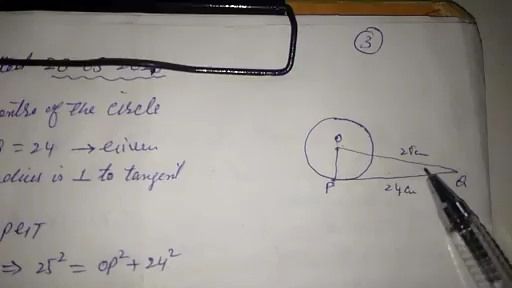 3
centre of the circle
= 24 → Given
radius is ⊥ to tangent
⇒ 25² = OP² + 24²
O
25cm
P
24cm
Q